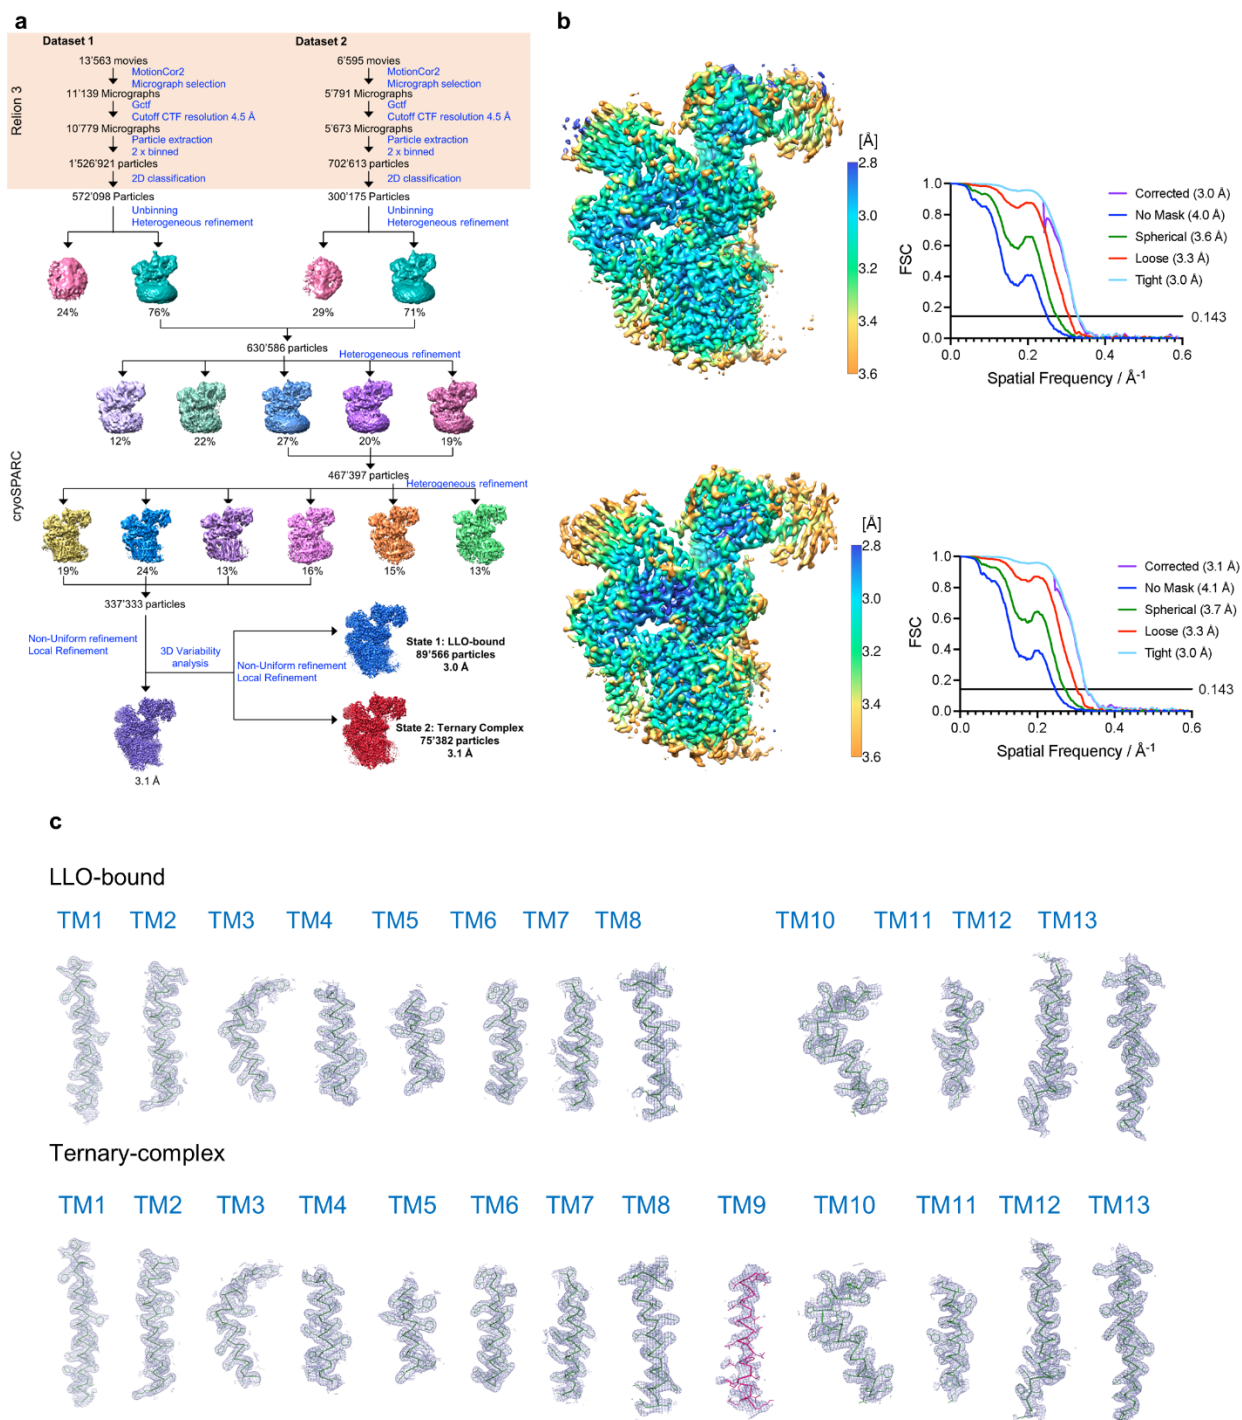 a
Dataset 1
Dataset 2
13'563 movies
6'595 movies
MotionCor2
Micrograph selection
MotionCor2
Micrograph selection
11'139 Micrographs
5'791 Micrographs
Gctf
Cutoff CTF resolution 4.5 Å
Gctf
Cutoff CTF resolution 4.5 Å
10'779 Micrographs
5'673 Micrographs
Particle extraction
2 x binned
Particle extraction
2 x binned
1'526'921 particles
702'613 particles
2D classification
2D classification
Relion 3
572'098 Particles
300'175 Particles
Unbinning
Heterogeneous refinement
Unbinning
Heterogeneous refinement
24%
76%
29%
71%
630'586 particles
Heterogeneous refinement
12%
22%
27%
20%
19%
467'397 particles
Heterogeneous refinement
cryoSPARC
19%
24%
13%
16%
15%
13%
337'333 particles
Non-Uniform refinement
Local Refinement
3D Variability
analysis
Non-Uniform refinement
Local Refinement
State 1: LLO-bound
89'566 particles
3.0 Å
State 2: Ternary Complex
75'382 particles
3.1 Å
3.1 Å
b
[Å]
2.8
3.0
3.2
3.4
3.6
FSC
1.0
0.8
0.6
0.4
0.2
0.0
0.0
0.2
0.4
0.6
Spatial Frequency / Å-1
Corrected (3.0 Å)
No Mask (4.0 Å)
Spherical (3.6 Å)
Loose (3.3 Å)
Tight (3.0 Å)
0.143
[Å]
2.8
3.0
3.2
3.4
3.6
FSC
1.0
0.8
0.6
0.4
0.2
0.0
0.0
0.2
0.4
0.6
Spatial Frequency / Å-1
Corrected (3.1 Å)
No Mask (4.1 Å)
Spherical (3.7 Å)
Loose (3.3 Å)
Tight (3.0 Å)
0.143
c
LLO-bound
TM1 TM2 TM3 TM4 TM5 TM6 TM7 TM8 TM10 TM11 TM12 TM13
Ternary-complex
TM1 TM2 TM3 TM4 TM5 TM6 TM7 TM8 TM9 TM10 TM11 TM12 TM13